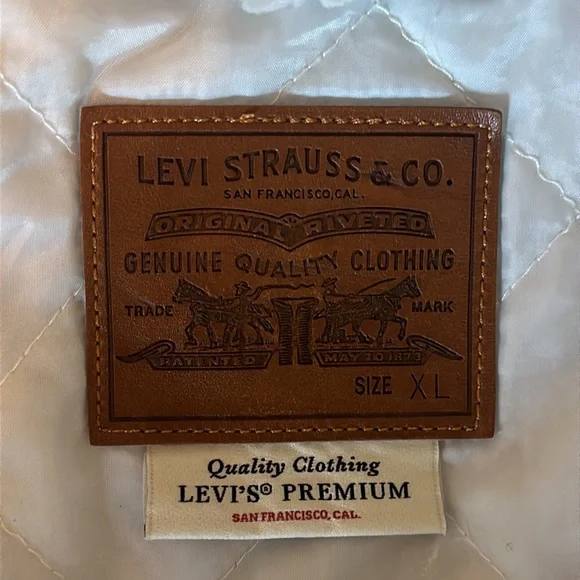 LEVI STRAUSS & CO.
SAN FRANCISCO, CAL.
ORIGINAL RIVETED
GENUINE QUALITY CLOTHING
TRADE MARK
PATENTED MAY 20 1873
SIZE XL
Quality Clothing
LEVI'S® PREMIUM
SAN FRANCISCO, CAL.